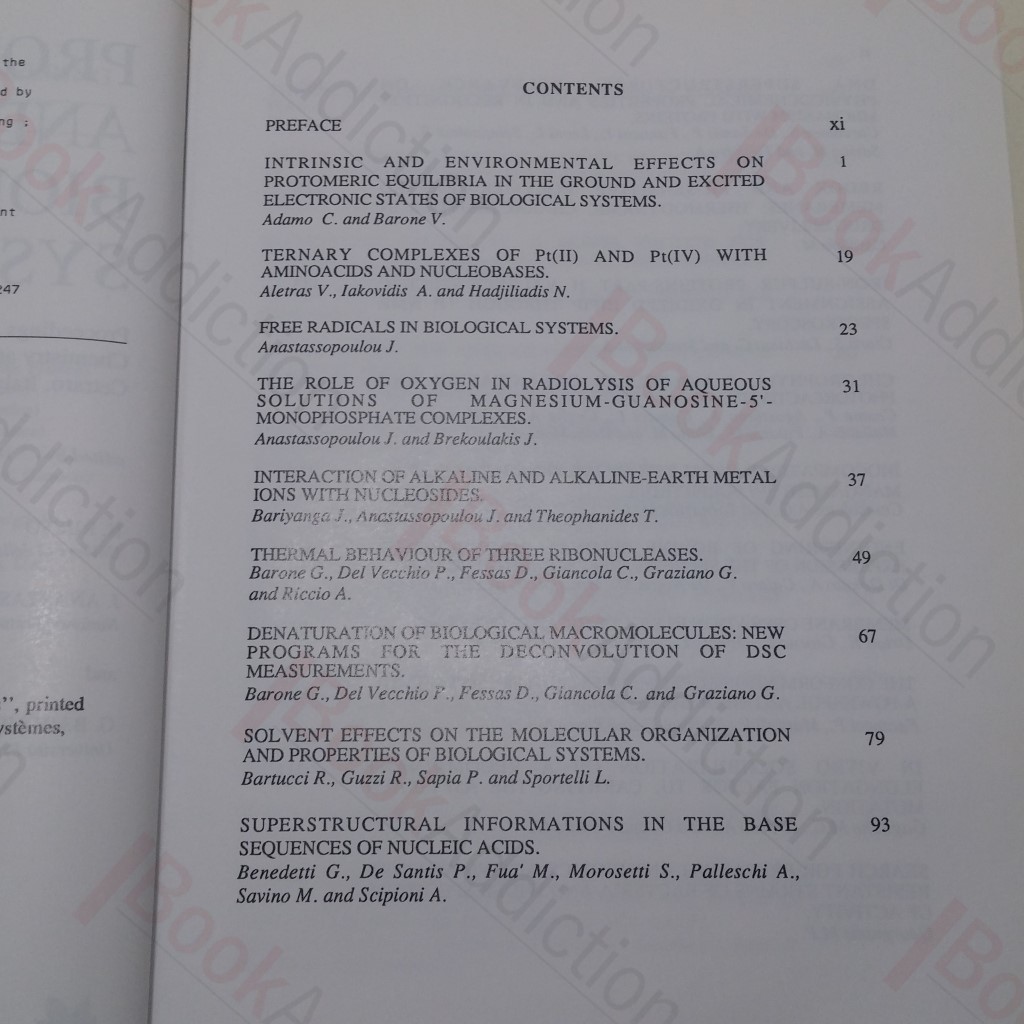 the
d by
ng :
nt
247
", printed
ystèmes,
CONTENTS
PREFACE xi
INTRINSIC AND ENVIRONMENTAL EFFECTS ON 1
PROTOMERIC EQUILIBRIA IN THE GROUND AND EXCITED
ELECTRONIC STATES OF BIOLOGICAL SYSTEMS.
Adamo C. and Barone V.
TERNARY COMPLEXES OF Pt(II) AND Pt(IV) WITH 19
AMINOACIDS AND NUCLEOBASES.
Aletras V., Iakovidis A. and Hadjiliadis N.
FREE RADICALS IN BIOLOGICAL SYSTEMS. 23
Anastassopoulou J.
THE ROLE OF OXYGEN IN RADIOLYSIS OF AQUEOUS 31
SOLUTIONS OF MAGNESIUM-GUANOSINE-5'-
MONOPHOSPHATE COMPLEXES.
Anastassopoulou J. and Brekoulakis J.
INTERACTION OF ALKALINE AND ALKALINE-EARTH METAL 37
IONS WITH NUCLEOSIDES.
Bariyanga J., Anastassopoulou J. and Theophanides T.
THERMAL BEHAVIOUR OF THREE RIBONUCLEASES. 49
Barone G., Del Vecchio P., Fessas D., Giancola C., Graziano G.
and Riccio A.
DENATURATION OF BIOLOGICAL MACROMOLECULES: NEW 67
PROGRAMS FOR THE DECONVOLUTION OF DSC
MEASUREMENTS.
Barone G., Del Vecchio P., Fessas D., Giancola C. and Graziano G.
SOLVENT EFFECTS ON THE MOLECULAR ORGANIZATION 79
AND PROPERTIES OF BIOLOGICAL SYSTEMS.
Bartucci R., Guzzi R., Sapia P. and Sportelli L.
SUPERSTRUCTURAL INFORMATIONS IN THE BASE 93
SEQUENCES OF NUCLEIC ACIDS.
Benedetti G., De Santis P., Fua' M., Morosetti S., Palleschi A.,
Savino M. and Scipioni A.
BookAddiction